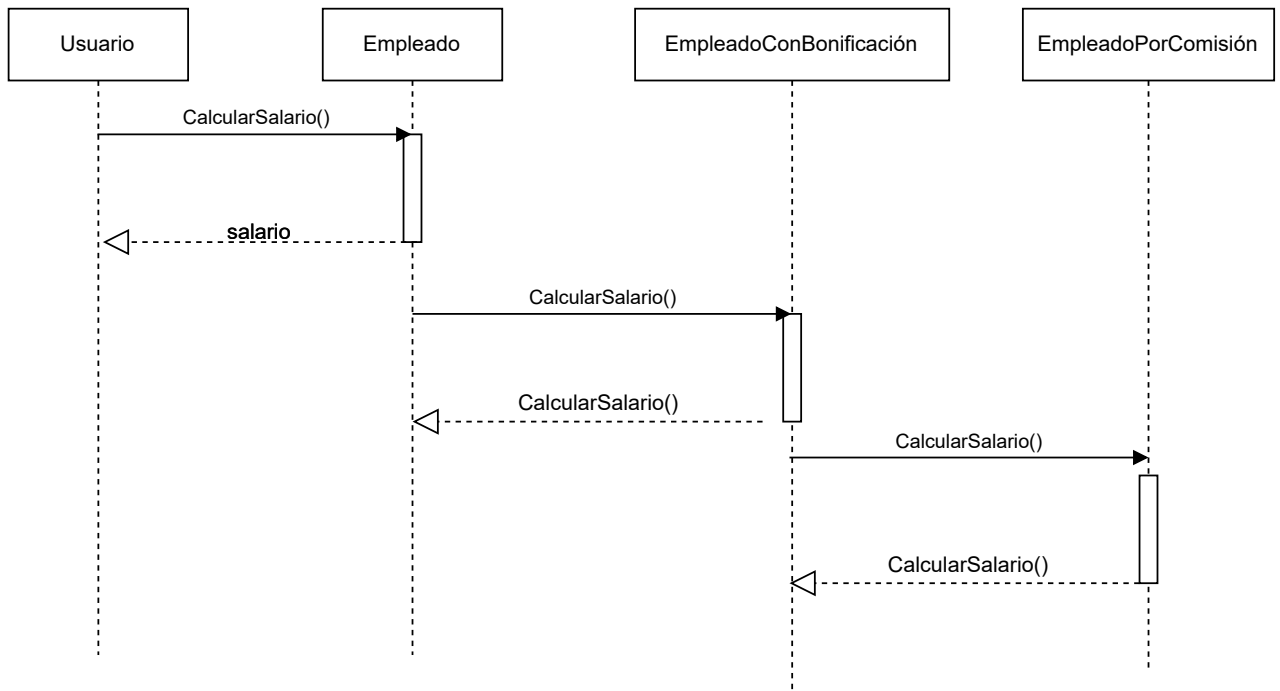 Usuario
Empleado
EmpleadoConBonificación
EmpleadoPorComisión
CalcularSalario()
salario
CalcularSalario()
CalcularSalario()
CalcularSalario()
CalcularSalario()